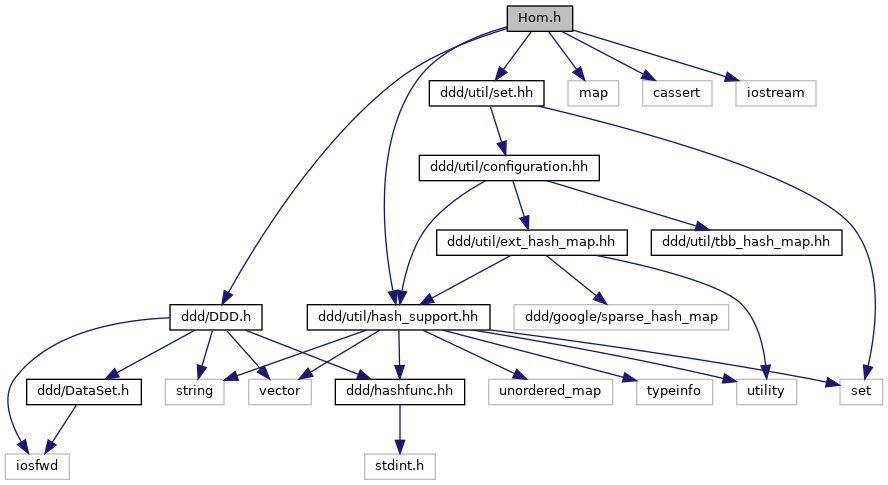 Hom.h
ddd/util/set.hh
map
cassert
iostream
ddd/util/configuration.hh
ddd/util/ext_hash_map.hh
ddd/util/tbb_hash_map.hh
ddd/DDD.h
ddd/util/hash_support.hh
ddd/google/sparse_hash_map
ddd/DataSet.h
string
vector
ddd/hashfunc.hh
unordered_map
typeinfo
utility
set
iosfwd
stdint.h